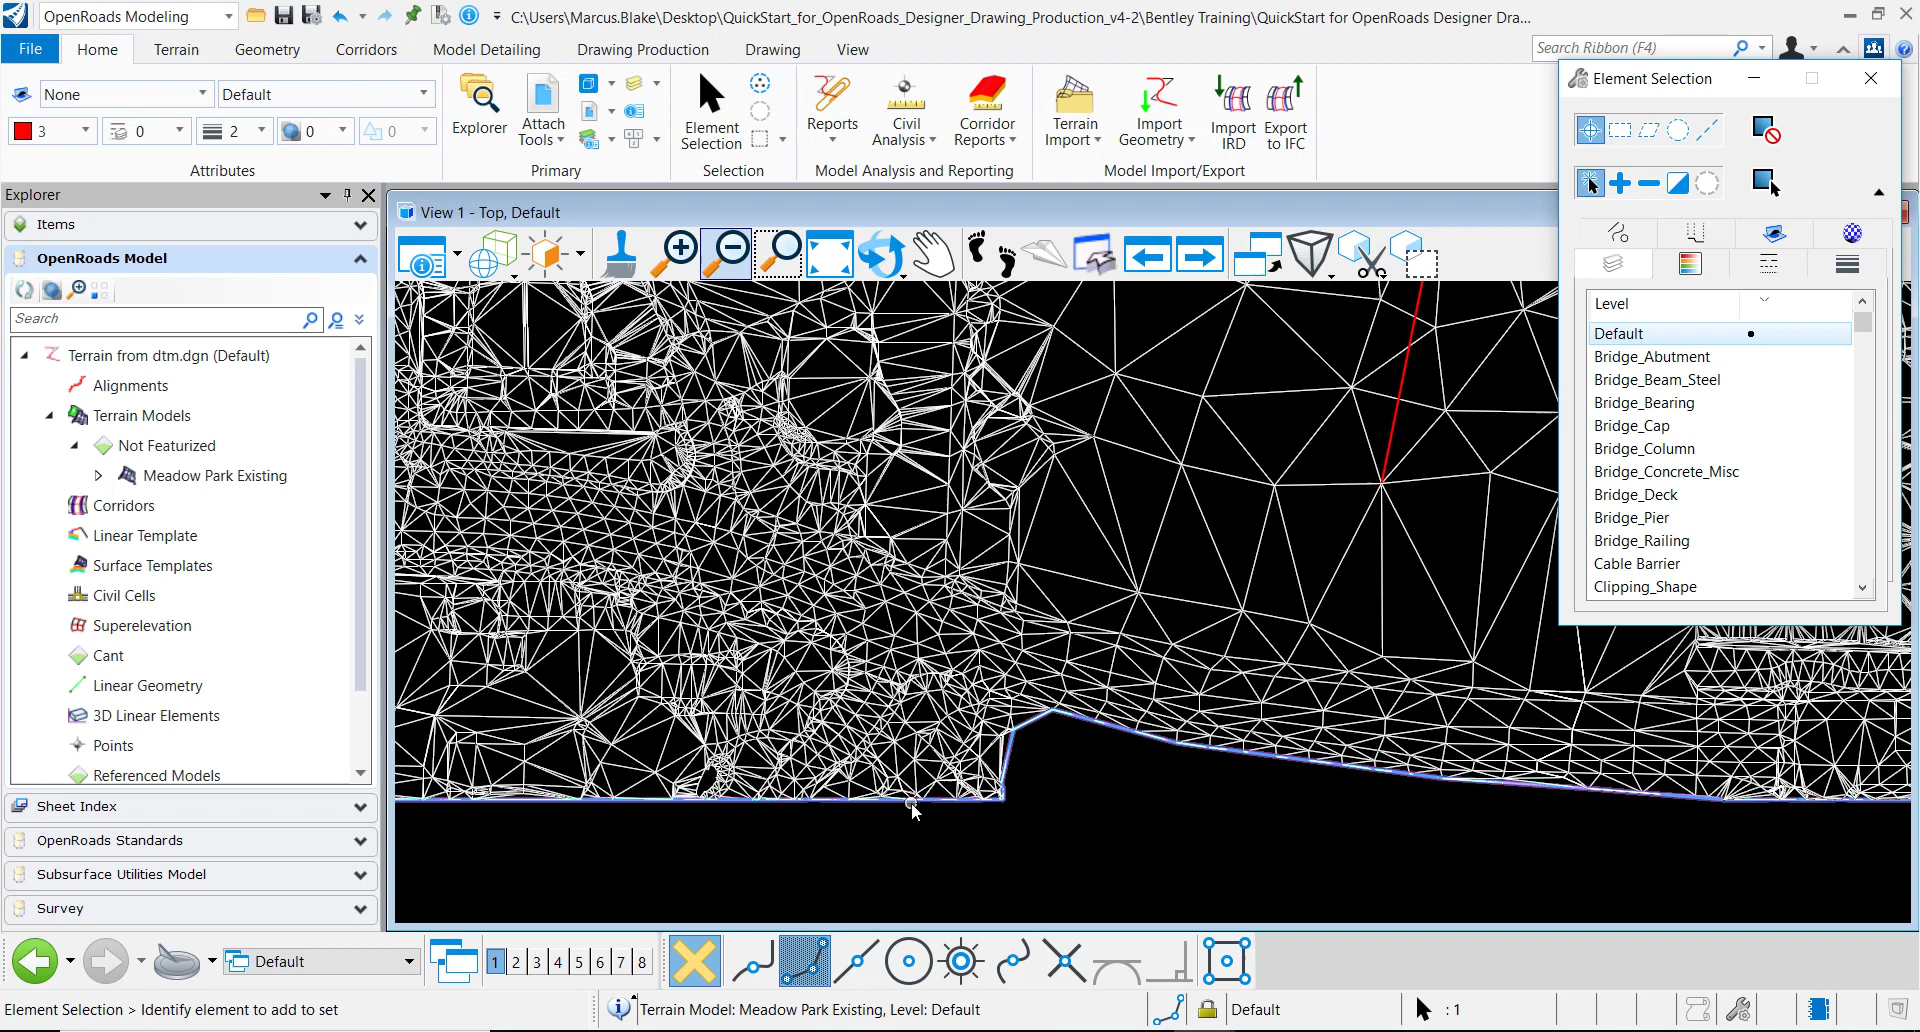 OpenRoads Modeling
C:\Users\Marcus.Blake\Desktop\QuickStart_for_OpenRoads_Designer_Drawing_Production_v4-2\Bentley Training\QuickStart for OpenRoads Designer Dra...
File
Home
Terrain
Geometry
Corridors
Model Detailing
Drawing Production
Drawing
View
Search Ribbon (F4)
None
Default
3
0
2
0
0
Attributes
Explorer
Attach Tools
Primary
Element Selection
Selection
Reports
Civil Analysis
Corridor Reports
Model Analysis and Reporting
Terrain Import
Import Geometry
Import IRD
Export to IFC
Model Import/Export
Explorer
Items
OpenRoads Model
Search
Terrain from dtm.dgn (Default)
Alignments
Terrain Models
Not Featurized
Meadow Park Existing
Corridors
Linear Template
Surface Templates
Civil Cells
Superelevation
Cant
Linear Geometry
3D Linear Elements
Points
Referenced Models
Sheet Index
OpenRoads Standards
Subsurface Utilities Model
Survey
View 1 - Top, Default
Element Selection
Level
Default
Bridge_Abutment
Bridge_Beam_Steel
Bridge_Bearing
Bridge_Cap
Bridge_Column
Bridge_Concrete_Misc
Bridge_Deck
Bridge_Pier
Bridge_Railing
Cable Barrier
Clipping_Shape
Default
1 2 3 4 5 6 7 8
Element Selection > Identify element to add to set
Terrain Model: Meadow Park Existing, Level: Default
Default
: 1